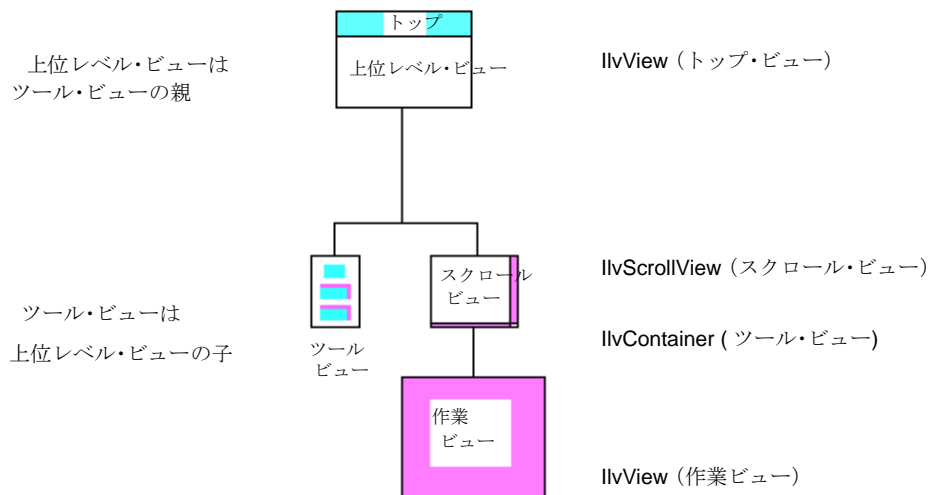 トップ
上位レベル・ビューは
ツール・ビューの親
上位レベル・ビュー
IlvView（トップ・ビュー）
スクロール
ビュー
IlvScrollView（スクロール・ビュー）
ツール・ビューは
上位レベル・ビューの子
ツール
ビュー
IlvContainer ( ツール・ビュー)
作業
ビュー
IlvView（作業ビュー）